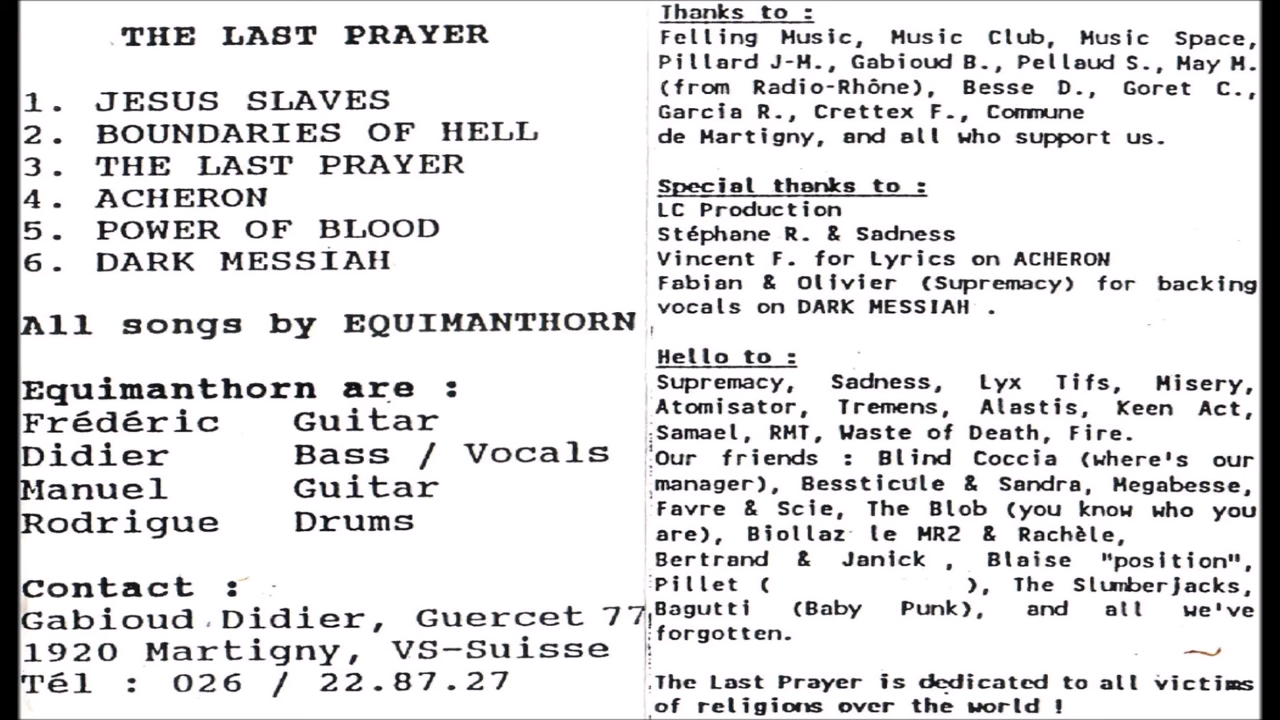 THE LAST PRAYER
1. JESUS SLAVES
2. BOUNDARIES OF HELL
3. THE LAST PRAYER
4. ACHERON
5. POWER OF BLOOD
6. DARK MESSIAH
All songs by EQUIMANTHORN
Equimanthorn are :
Frédéric Guitar
Didier Bass / Vocals
Manuel Guitar
Rodrigue Drums
Contact :
Gabioud Didier, Guercet 77
1920 Martigny, VS-Suisse
Tél : 026 / 22.87.27
Thanks to :
Felling Music, Music Club, Music Space,
Pillard J-M., Gabioud B., Pellaud S., May M.
(from Radio-Rhône), Besse D., Goret C.,
Garcia R., Crettex F., Commune
de Martigny, and all who support us.
Special thanks to :
LC Production
Stéphane R. & Sadness
Vincent F. for Lyrics on ACHERON
Fabian & Olivier (Supremacy) for backing
vocals on DARK MESSIAH .
Hello to :
Supremacy, Sadness, Lyx Tifs, Misery,
Atomisator, Tremens, Alastis, Keen Act,
Samael, RMT, Waste of Death, Fire.
Our friends : Blind Coccia (where's our
manager), Bessticule & Sandra, Megabesse,
Favre & Scie, The Blob (you know who you
are), Biollaz le MR2 & Rachèle,
Bertrand & Janick , Blaise "position",
Pillet ( ), The Slumberjacks,
Bagutti (Baby Punk), and all we've
forgotten.
The Last Prayer is dedicated to all victims
of religions over the world !